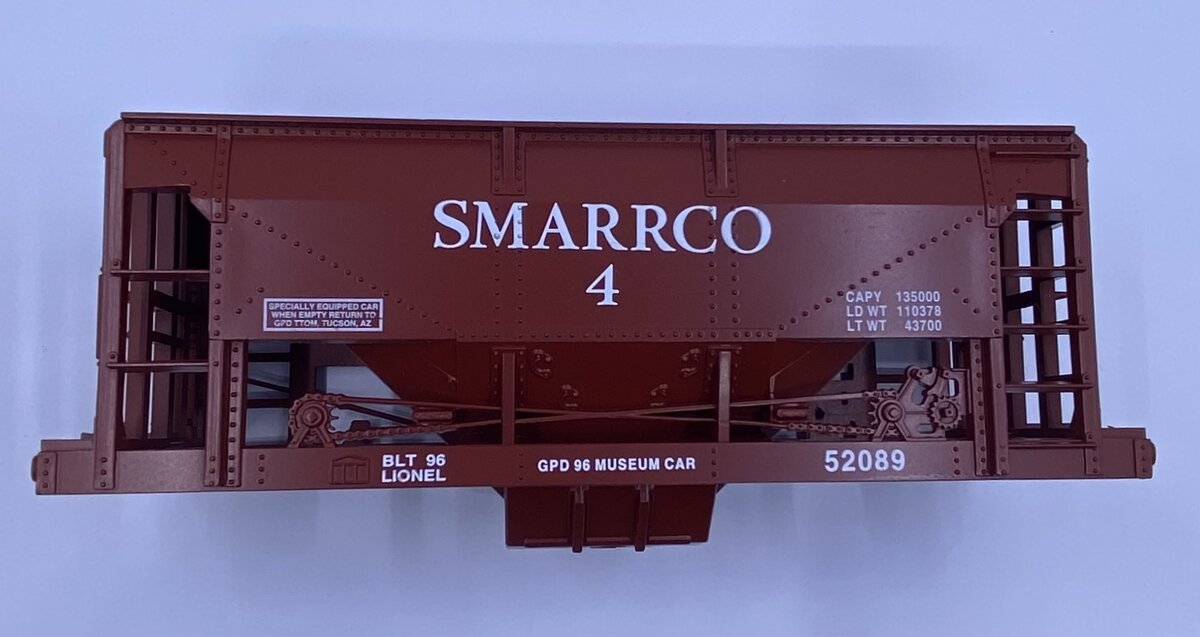 SMARRCO
4
SPECIALLY EQUIPPED CAR
WHEN EMPTY RETURN TO
GPD TTOM, TUCSON, AZ
CAPY 135000
LD WT 110378
LT WT 43700
BLT 96
LIONEL
GPD 96 MUSEUM CAR
52089